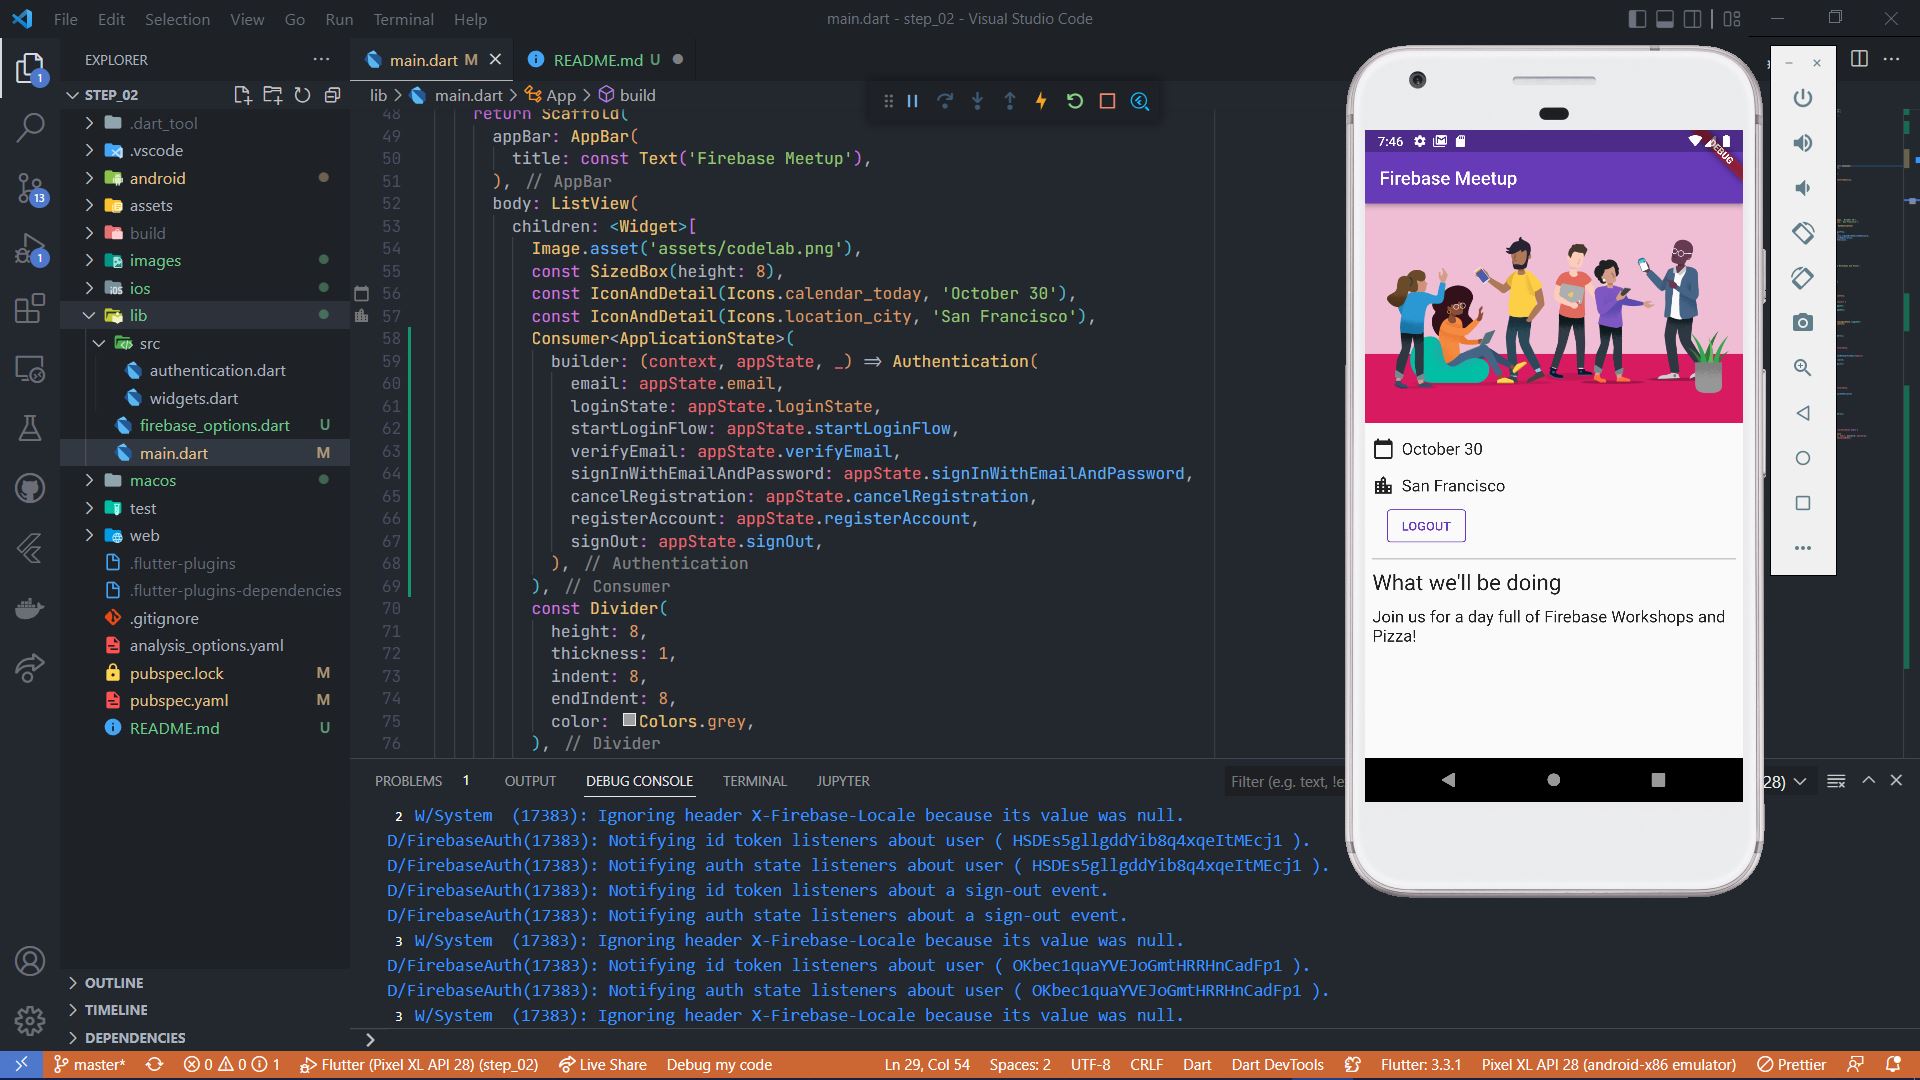 File Edit Selection View Go Run Terminal Help
main.dart - step_02 - Visual Studio Code
EXPLORER
STEP_02
.dart_tool
.vscode
android
assets
build
images
ios
lib
src
authentication.dart
widgets.dart
firebase_options.dart U
main.dart M
macos
test
web
.flutter-plugins
.flutter-plugins-dependencies
.gitignore
analysis_options.yaml
pubspec.lock M
pubspec.yaml M
README.md U
OUTLINE
TIMELINE
DEPENDENCIES
1
13
1
main.dart M
README.md U
lib > main.dart > App > build
48 return Scaffold(
49 appBar: AppBar(
50 title: const Text('Firebase Meetup'),
51 ), // AppBar
52 body: ListView(
53 children: <Widget>[
54 Image.asset('assets/codelab.png'),
55 const SizedBox(height: 8),
56 const IconAndDetail(Icons.calendar_today, 'October 30'),
57 const IconAndDetail(Icons.location_city, 'San Francisco'),
58 Consumer<ApplicationState>(
59 builder: (context, appState, _) => Authentication(
60 email: appState.email,
61 loginState: appState.loginState,
62 startLoginFlow: appState.startLoginFlow,
63 verifyEmail: appState.verifyEmail,
64 signInWithEmailAndPassword: appState.signInWithEmailAndPassword,
65 cancelRegistration: appState.cancelRegistration,
66 registerAccount: appState.registerAccount,
67 signOut: appState.signOut,
68 ), // Authentication
69 ), // Consumer
70 const Divider(
71 height: 8,
72 thickness: 1,
73 indent: 8,
74 endIndent: 8,
75 color: Colors.grey,
76 ), // Divider
PROBLEMS 1 OUTPUT DEBUG CONSOLE TERMINAL JUPYTER
Filter (e.g. text, !e
28)
2 W/System (17383): Ignoring header X-Firebase-Locale because its value was null.
D/FirebaseAuth(17383): Notifying id token listeners about user ( HSDEs5gllgddYib8q4xqeItMEcj1 ).
D/FirebaseAuth(17383): Notifying auth state listeners about user ( HSDEs5gllgddYib8q4xqeItMEcj1 ).
D/FirebaseAuth(17383): Notifying id token listeners about a sign-out event.
D/FirebaseAuth(17383): Notifying auth state listeners about a sign-out event.
3 W/System (17383): Ignoring header X-Firebase-Locale because its value was null.
D/FirebaseAuth(17383): Notifying id token listeners about user ( OKbec1quaYVEJoGmtHRRHnCadFp1 ).
D/FirebaseAuth(17383): Notifying auth state listeners about user ( OKbec1quaYVEJoGmtHRRHnCadFp1 ).
3 W/System (17383): Ignoring header X-Firebase-Locale because its value was null.
7:46
DEBUG
Firebase Meetup
October 30
San Francisco
LOGOUT
What we'll be doing
Join us for a day full of Firebase Workshops and
Pizza!
master* 0 0 1 Flutter (Pixel XL API 28) (step_02) Live Share Debug my code Ln 29, Col 54 Spaces: 2 UTF-8 CRLF Dart Dart DevTools Flutter: 3.3.1 Pixel XL API 28 (android-x86 emulator) Prettier